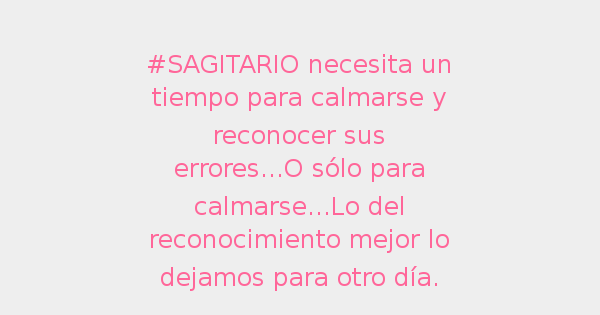 #SAGITARIO necesita un
tiempo para calmarse y
reconocer sus
errores...O sólo para
calmarse...Lo del
reconocimiento mejor lo
dejamos para otro día.